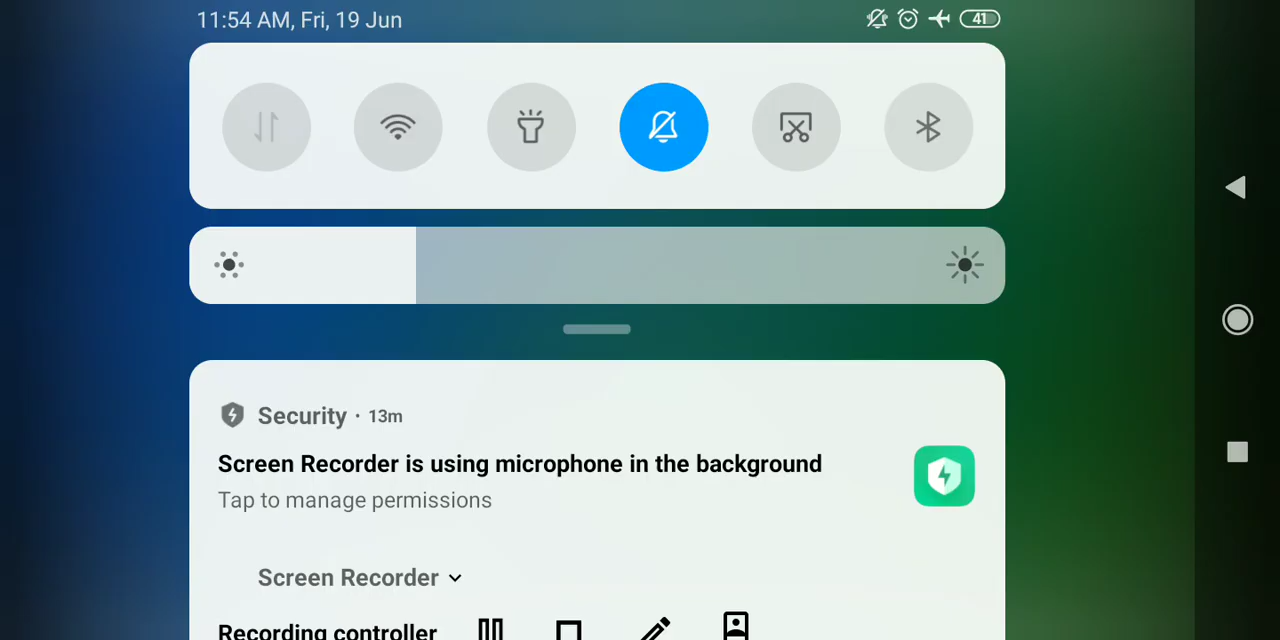 11:54 AM, Fri, 19 Jun
41
Security · 13m
Screen Recorder is using microphone in the background
Tap to manage permissions
Screen Recorder
Recording controller